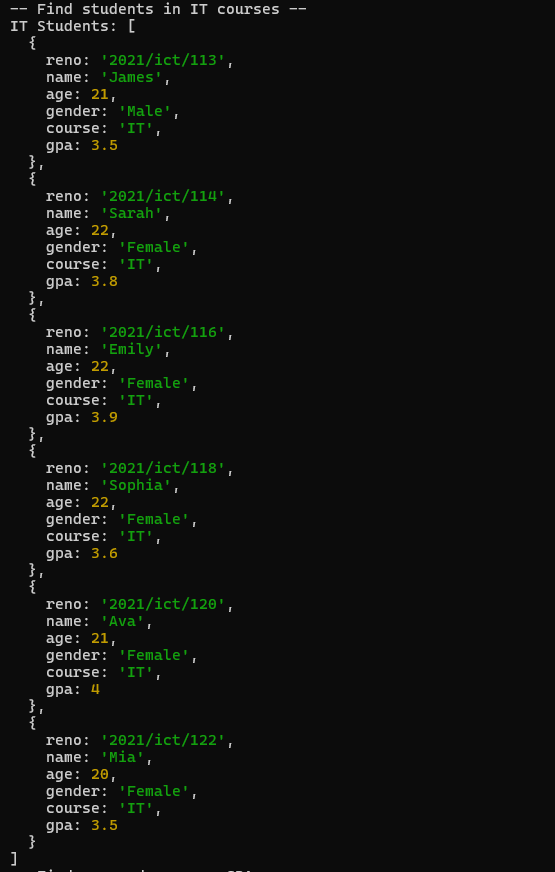 -- Find students in IT courses --
IT Students: [
  {
    reno: '2021/ict/113',
    name: 'James',
    age: 21,
    gender: 'Male',
    course: 'IT',
    gpa: 3.5
  },
  {
    reno: '2021/ict/114',
    name: 'Sarah',
    age: 22,
    gender: 'Female',
    course: 'IT',
    gpa: 3.8
  },
  {
    reno: '2021/ict/116',
    name: 'Emily',
    age: 22,
    gender: 'Female',
    course: 'IT',
    gpa: 3.9
  },
  {
    reno: '2021/ict/118',
    name: 'Sophia',
    age: 22,
    gender: 'Female',
    course: 'IT',
    gpa: 3.6
  },
  {
    reno: '2021/ict/120',
    name: 'Ava',
    age: 21,
    gender: 'Female',
    course: 'IT',
    gpa: 4
  },
  {
    reno: '2021/ict/122',
    name: 'Mia',
    age: 20,
    gender: 'Female',
    course: 'IT',
    gpa: 3.5
  }
]